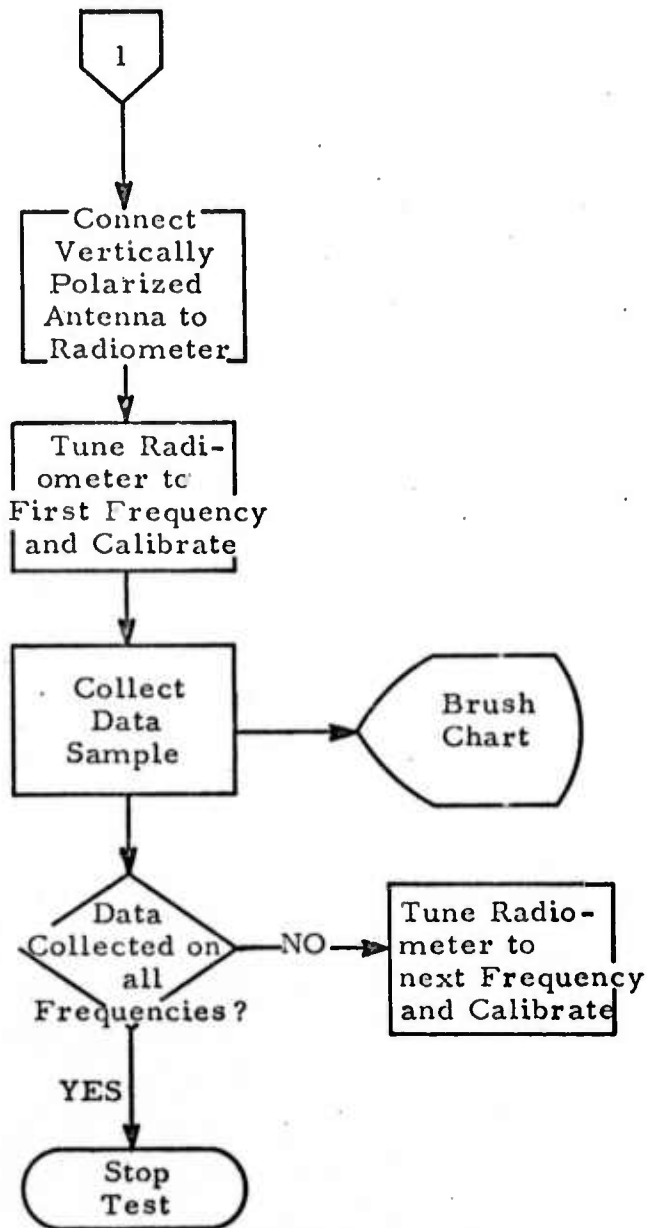 1
Connect
Vertically
Polarized
Antenna to
Radiometer
Tune Radi-
ometer to
First Frequency
and Calibrate
Collect
Data
Sample
Brush
Chart
Data
Collected on
all
Frequencies?
NO
Tune Radio-
meter to
next Frequency
and Calibrate
YES
Stop
Test